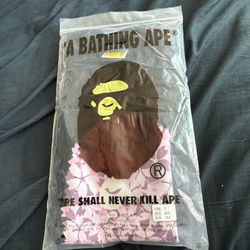 "A BATHING APE®
®
"APE SHALL NEVER KILL APE"